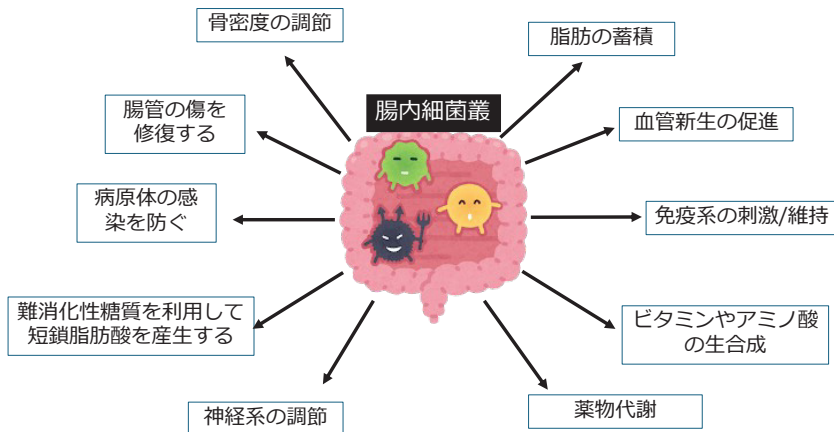 骨密度の調節
脂肪の蓄積
腸内細菌叢
腸管の傷を
修復する
血管新生の促進
病原体の感
染を防ぐ
免疫系の刺激/維持
難消化性糖質を利用して
短鎖脂肪酸を産生する
ビタミンやアミノ酸
の生合成
神経系の調節
薬物代謝